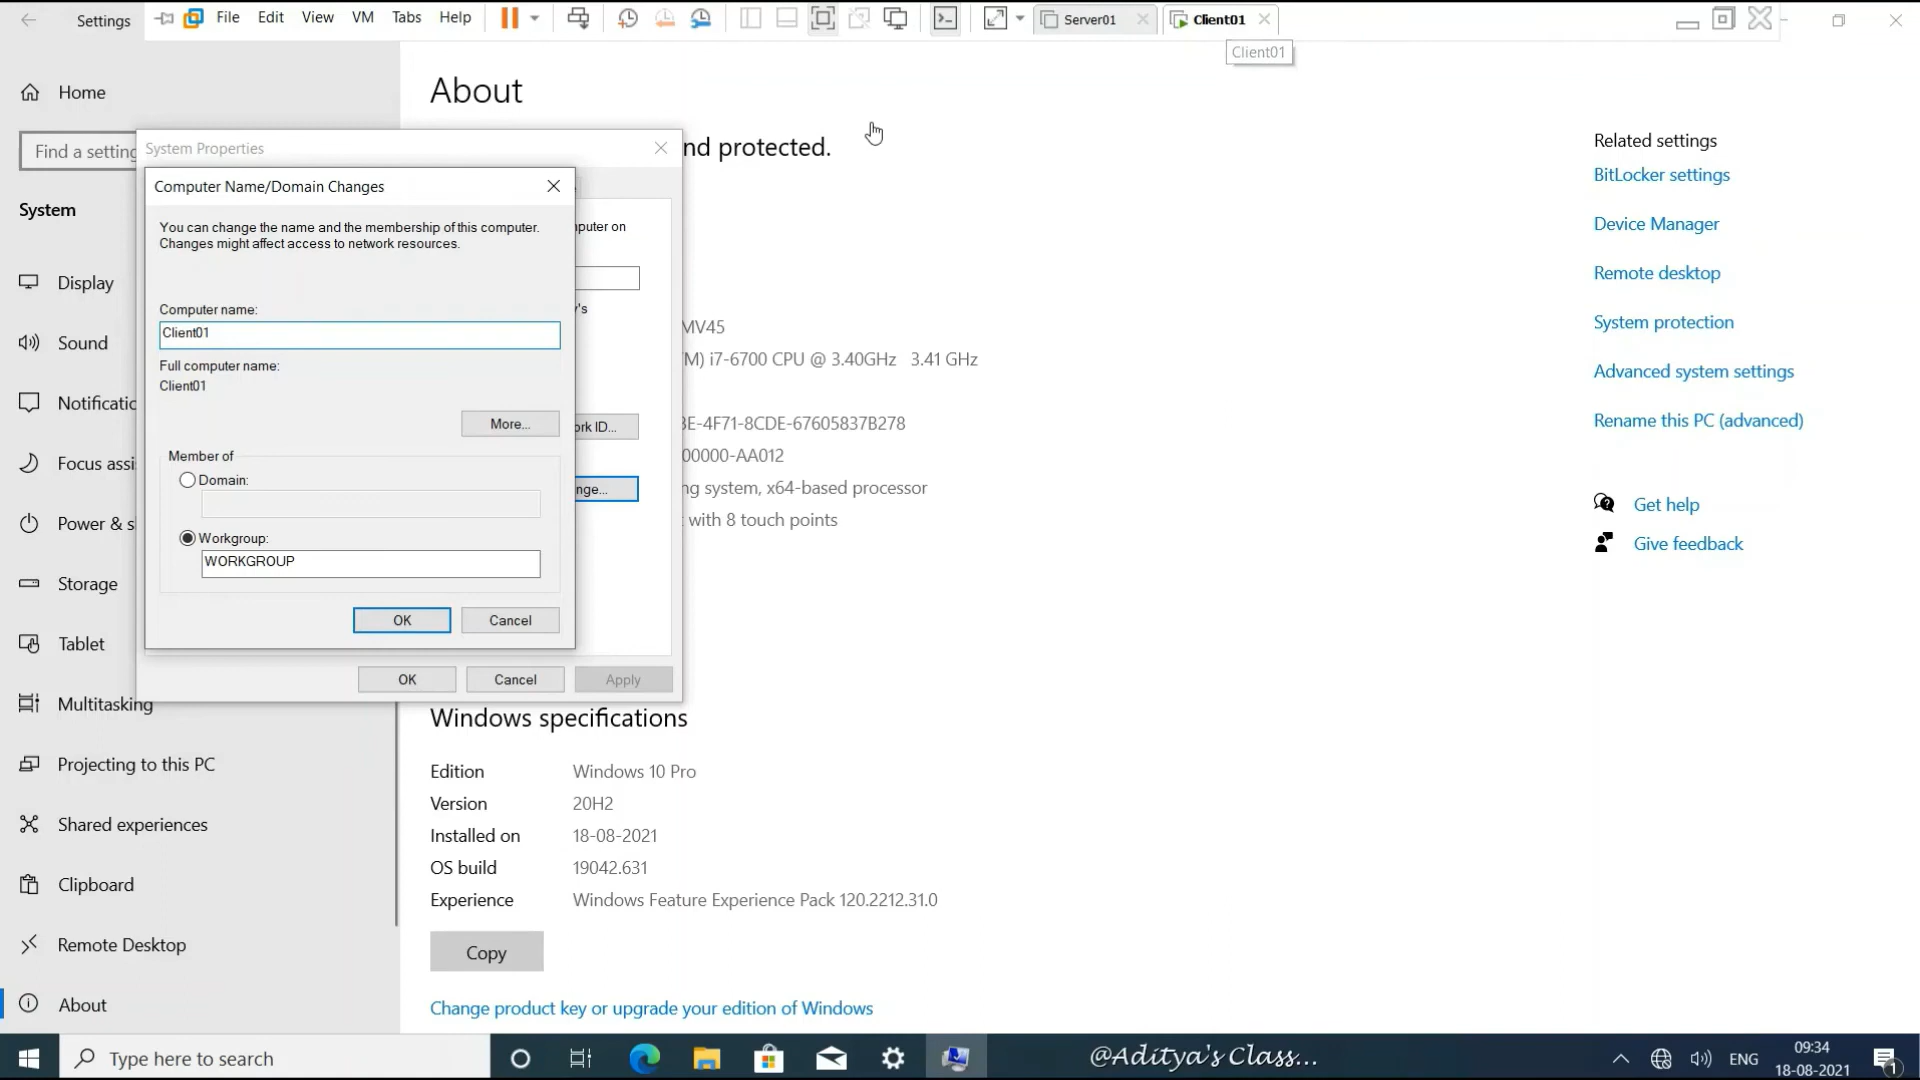 Settings
File Edit View VM Tabs Help
Server01
Client01
Client01
Home
Find a setting
System
Display
Sound
Focus
Power & s
Storage
Tablet
Multitasking
Projecting to this PC
Shared experiences
Clipboard
Remote Desktop
About
About
nd protected.
System Properties
Computer Name/Domain Changes
You can change the name and the membership of this computer.
Changes might affect access to network resources.
puter on
Computer name:
Client01
's
Full computer name:
Client01
More...
ork ID...
Member of
Domain:
nge...
Workgroup:
WORKGROUP
OK Cancel
OK Cancel Apply
MV45
M) i7-6700 CPU @ 3.40GHz 3.41 GHz
3E-4F71-8CDE-67605837B278
00000-AA012
ng system, x64-based processor
t with 8 touch points
Windows specifications
Edition Windows 10 Pro
Version 20H2
Installed on 18-08-2021
OS build 19042.631
Experience Windows Feature Experience Pack 120.2212.31.0
Copy
Change product key or upgrade your edition of Windows
Related settings
BitLocker settings
Device Manager
Remote desktop
System protection
Advanced system settings
Rename this PC (advanced)
Get help
Give feedback
Type here to search
@Aditya's Class...
ENG
09:34
18-08-2021
1